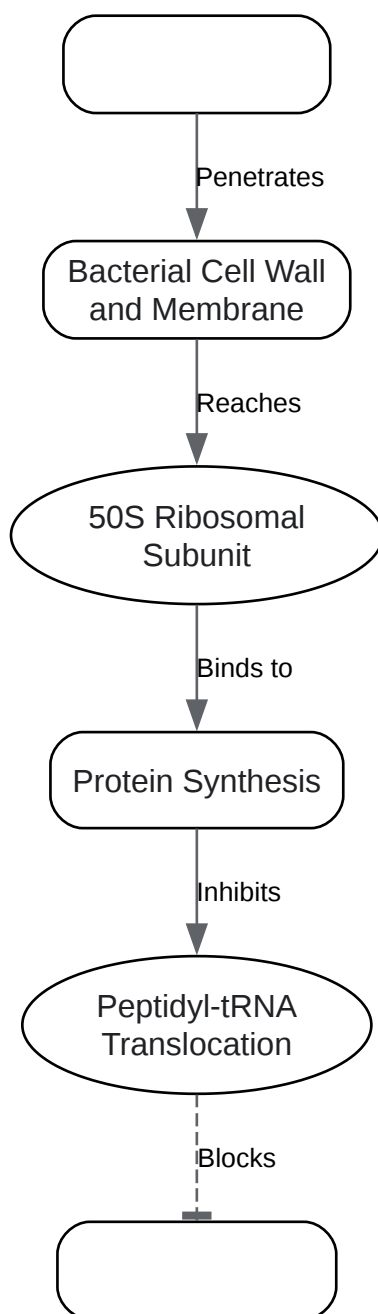 Penetrates
Bacterial Cell Wall
and Membrane
Reaches
50S Ribosomal
Subunit
Binds to
Protein Synthesis
Inhibits
Peptidyl-tRNA
Translocation
Blocks